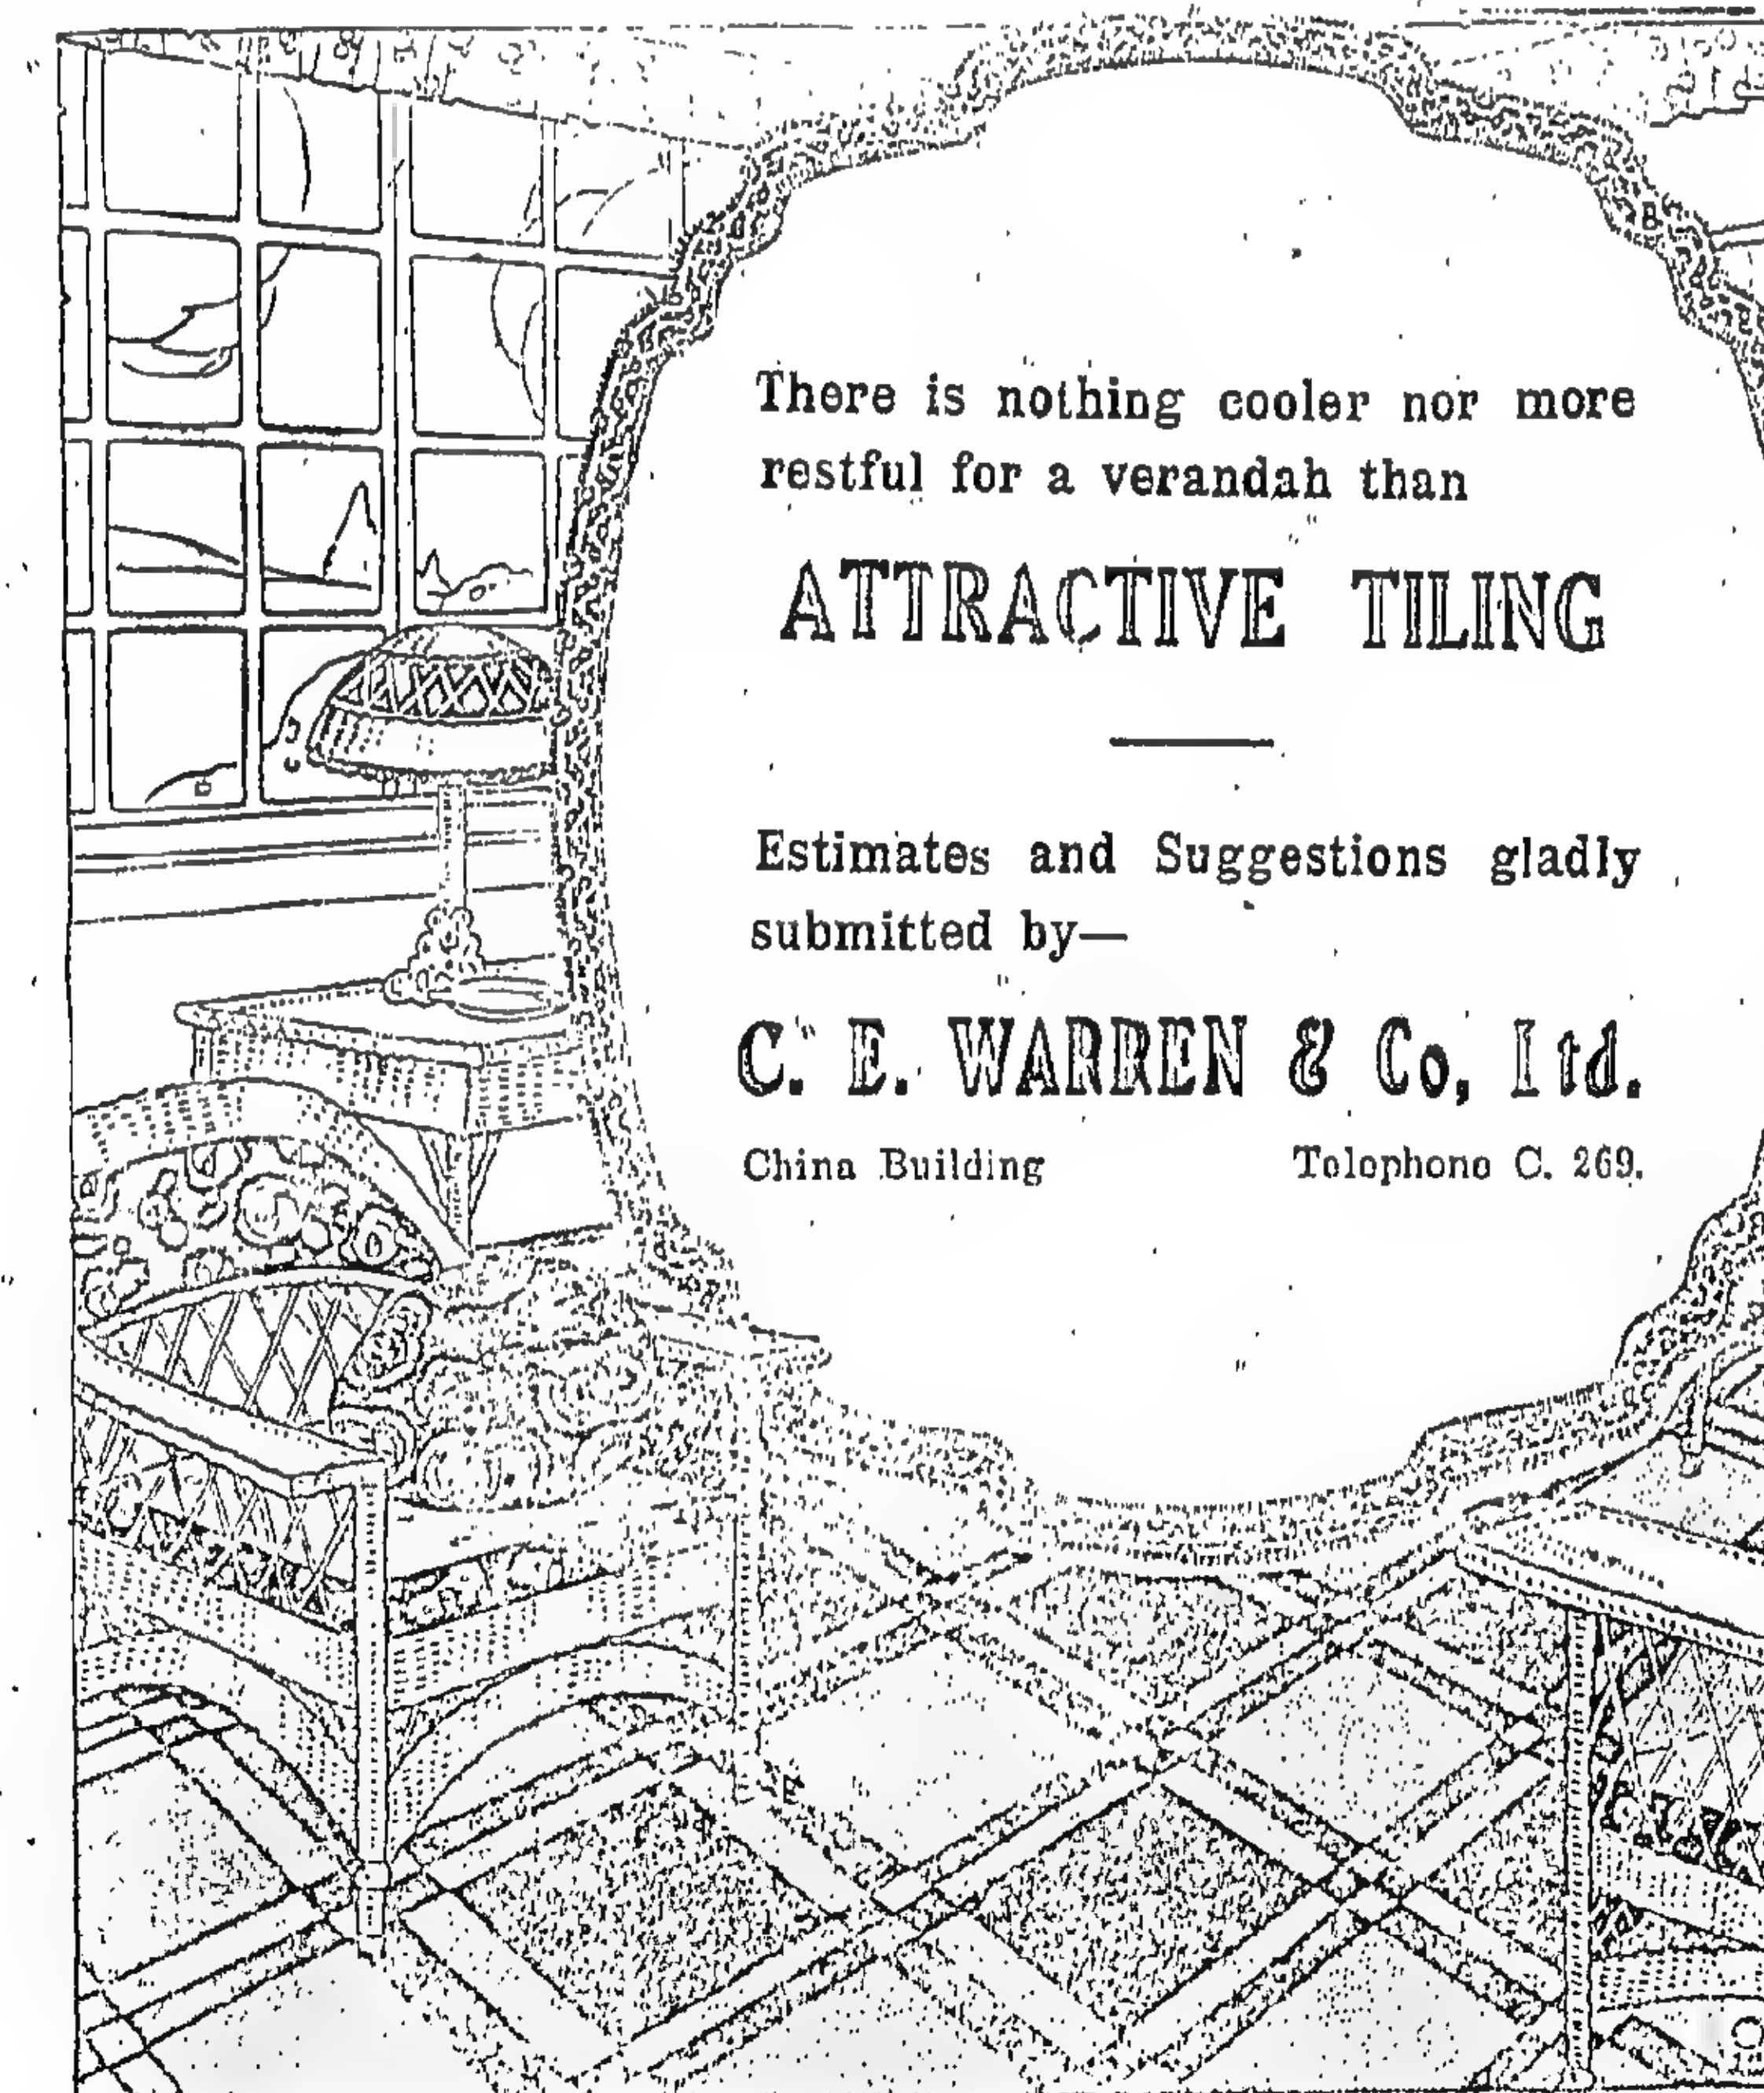 There is nothing cooler nor more
restful for a verandah than
ATTRACTIVE TILING
Estimates and Suggestions gladly
submitted by—
C. E. WARREN & Co, Ltd.
China Building Telephone C. 269.